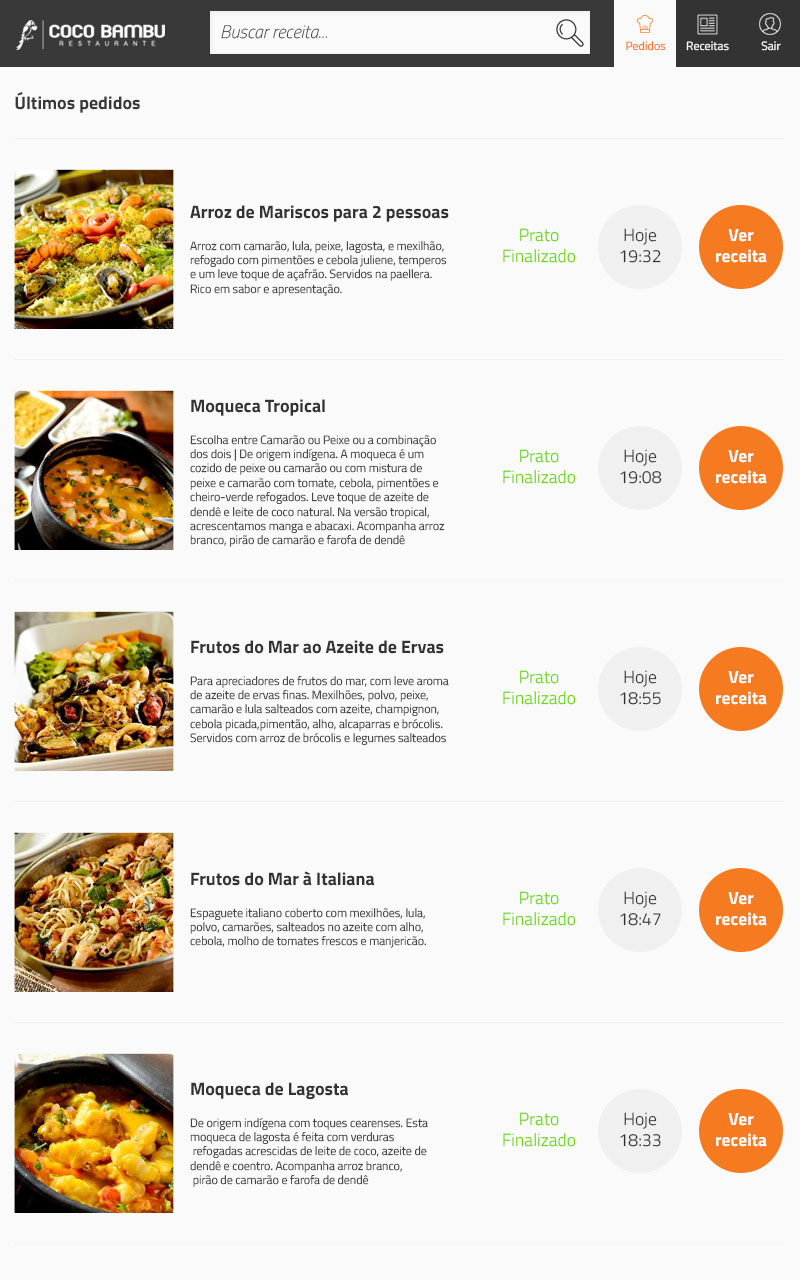 COCO BAMBU
RESTAURANTE
Buscar receita...
Pedidos
Receitas
Sair
Últimos pedidos
Arroz de Mariscos para 2 pessoas
Arroz com camarão, lula, peixe, lagosta, e mexilhão,
refogado com pimentões e cebola juliene, temperos
e um leve toque de açafrão. Servidos na paellera.
Rico em sabor e apresentação.
Prato
Finalizado
Hoje
19:32
Ver
receita
Moqueca Tropical
Escolha entre Camarão ou Peixe ou a combinação
dos dois | De origem indígena. A moqueca é um
cozido de peixe ou camarão ou com mistura de
peixe e camarão com tomate, cebola, pimentões e
cheiro-verde refogados. Leve toque de azeite de
dendê e leite de coco natural. Na versão tropical,
acrescentamos manga e abacaxi. Acompanha arroz
branco, pirão de camarão e farofa de dendê
Prato
Finalizado
Hoje
19:08
Ver
receita
Frutos do Mar ao Azeite de Ervas
Para apreciadores de frutos do mar, com leve aroma
de azeite de ervas finas. Mexilhões, polvo, peixe,
camarão e lula salteados com azeite, champignon,
cebola picada,pimentão, alho, alcaparras e brócolis.
Servidos com arroz de brócolis e legumes salteados
Prato
Finalizado
Hoje
18:55
Ver
receita
Frutos do Mar à Italiana
Espaguete italiano coberto com mexilhões, lula,
polvo, camarões, salteados no azeite com alho,
cebola, molho de tomates frescos e manjericão.
Prato
Finalizado
Hoje
18:47
Ver
receita
Moqueca de Lagosta
De origem indígena com toques cearenses. Esta
moqueca de lagosta é feita com verduras
refogadas acrescidas de leite de coco, azeite de
dendê e coentro. Acompanha arroz branco,
pirão de camarão e farofa de dendê
Prato
Finalizado
Hoje
18:33
Ver
receita